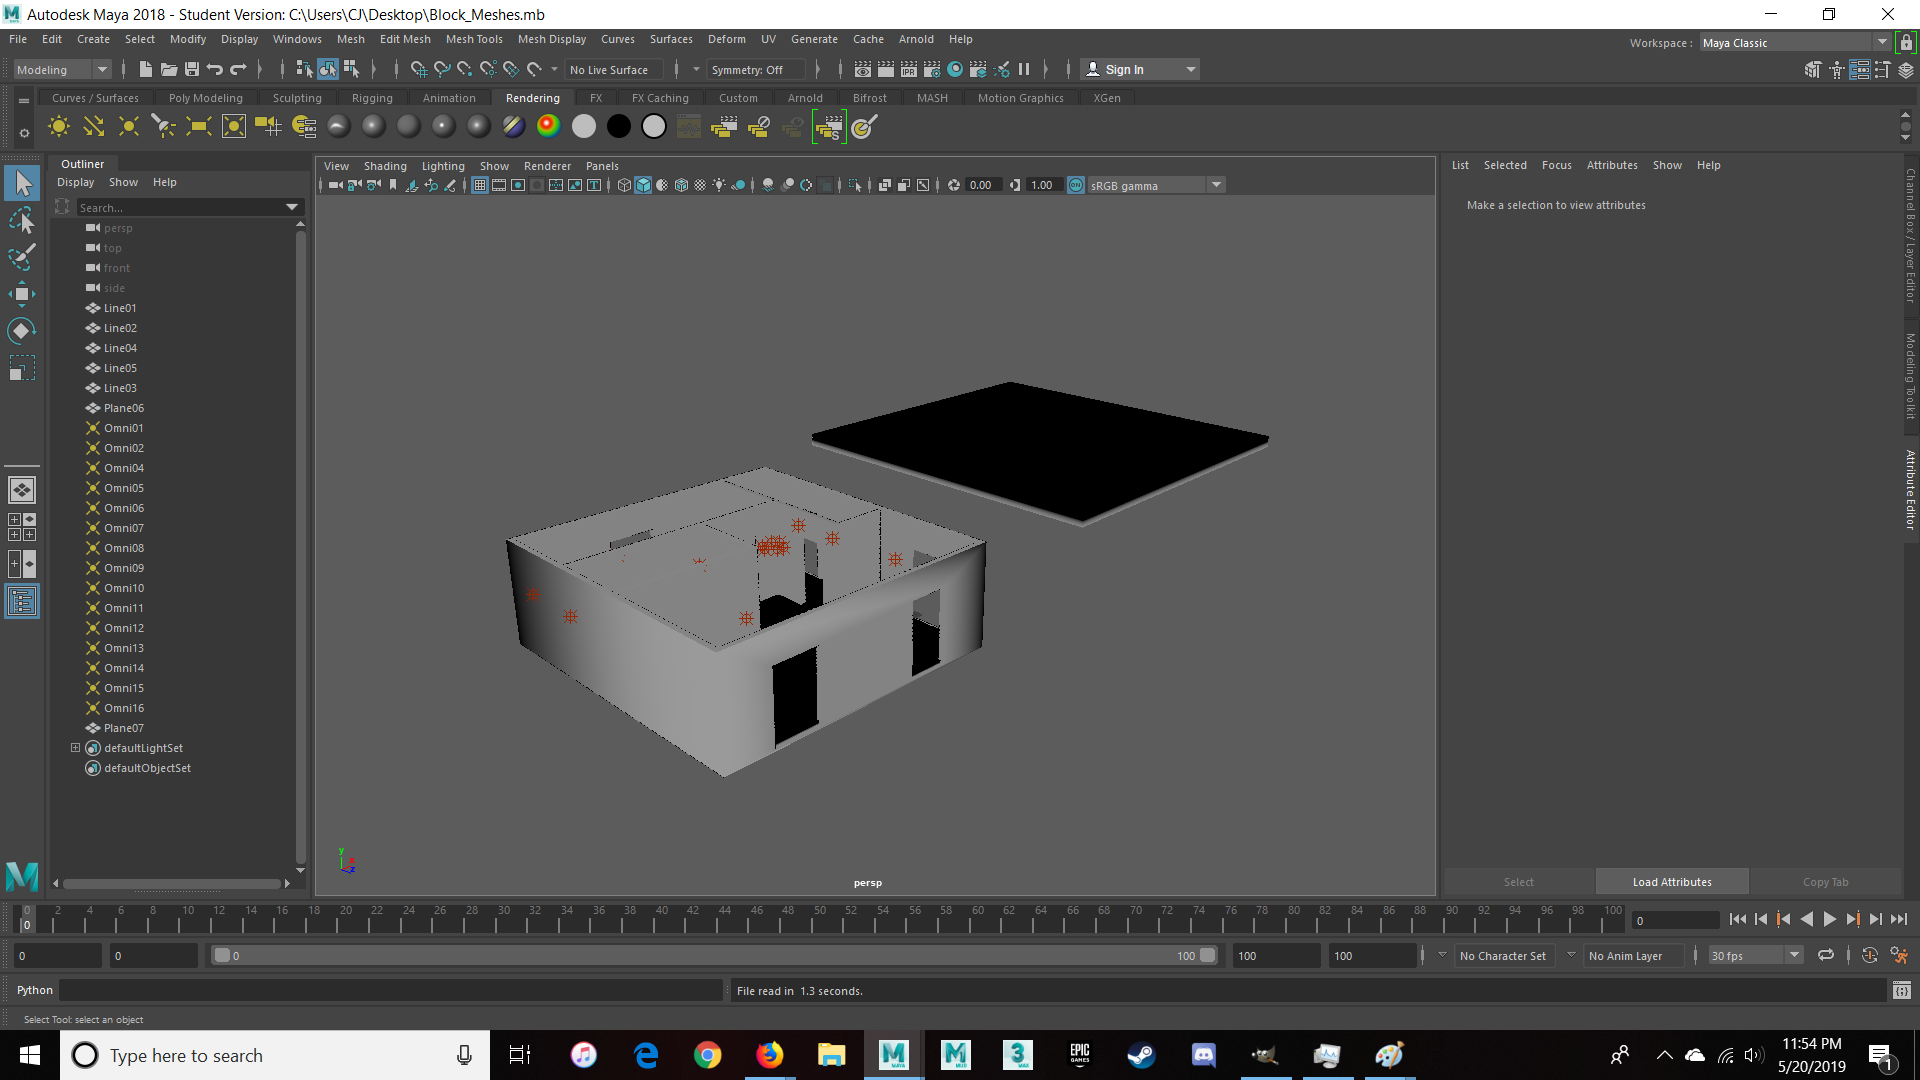 Autodesk Maya 2018 - Student Version: C:\Users\CJ\Desktop\Block_Meshes.mb
File Edit Create Select Modify Display Windows Mesh Edit Mesh Mesh Tools Mesh Display Curves Surfaces Deform UV Generate Cache Arnold Help
Workspace : Maya Classic
Modeling No Live Surface Symmetry: Off Sign In
Curves / Surfaces Poly Modeling Sculpting Rigging Animation Rendering FX FX Caching Custom Arnold Bifrost MASH Motion Graphics XGen
Outliner
Display Show Help
Search...
persp
top
front
side
Line01
Line02
Line04
Line05
Line03
Plane06
Omni01
Omni02
Omni04
Omni05
Omni06
Omni07
Omni08
Omni09
Omni10
Omni11
Omni12
Omni13
Omni14
Omni15
Omni16
Plane07
defaultLightSet
defaultObjectSet
View Shading Lighting Show Renderer Panels
0.00 1.00 ON sRGB gamma
y
x
z
persp
List Selected Focus Attributes Show Help
Make a selection to view attributes
Channel Box / Layer Editor
Modeling Toolkit
Attribute Editor
Select Load Attributes Copy Tab
0 2 4 6 8 10 12 14 16 18 20 22 24 26 28 30 32 34 36 38 40 42 44 46 48 50 52 54 56 58 60 62 64 66 68 70 72 74 76 78 80 82 84 86 88 90 92 94 96 98 100
0
0
0 0 0 100 100 100 No Character Set No Anim Layer 30 fps
Python File read in 1.3 seconds.
Select Tool: select an object
Type here to search
EPIC GAMES
11:54 PM
5/20/2019
1